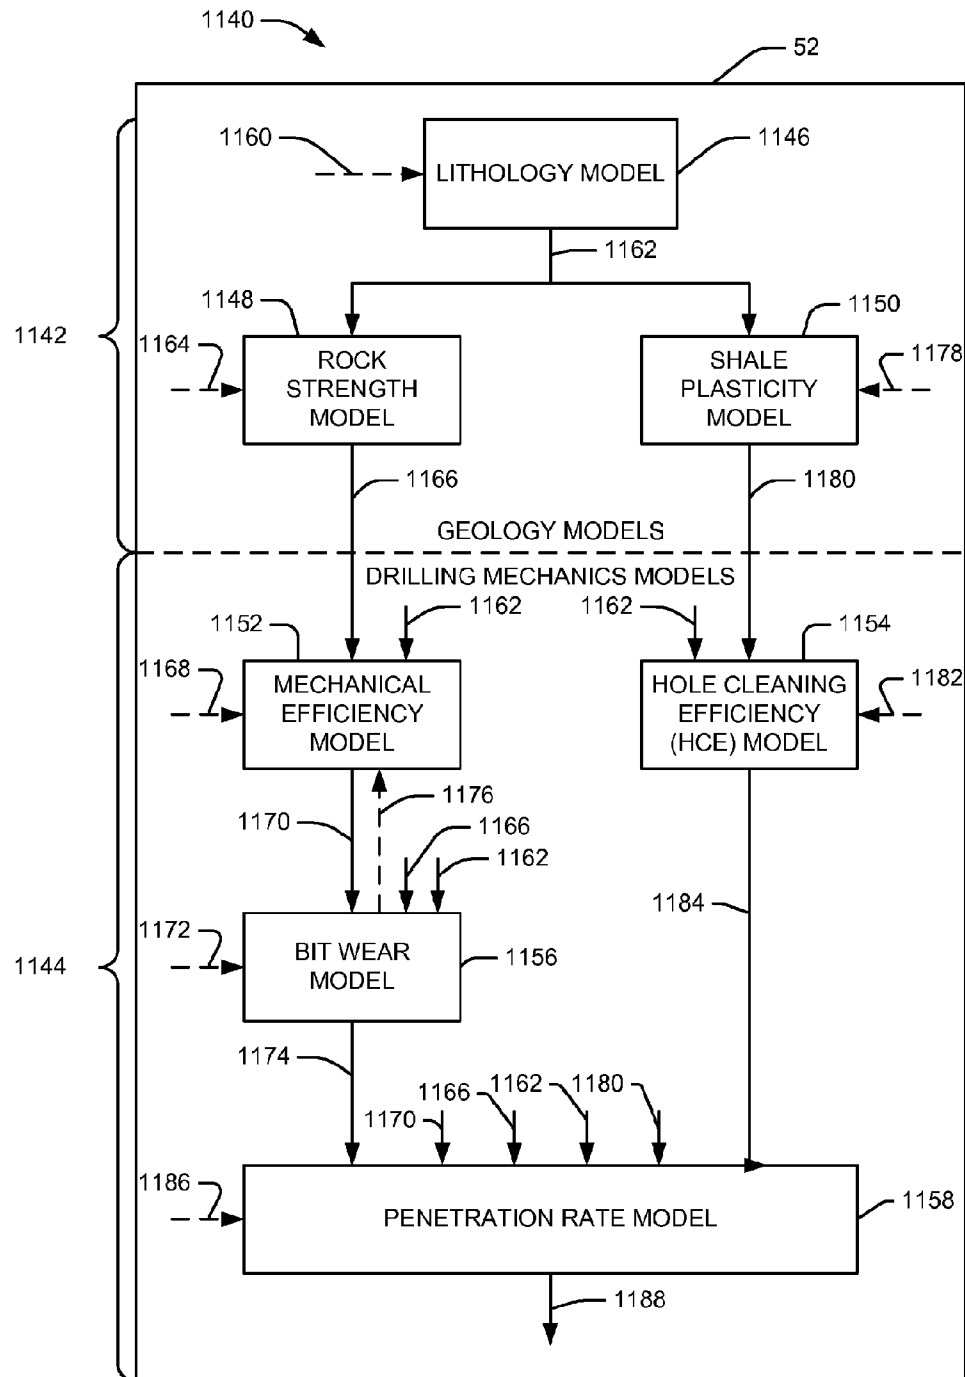 1140
52
1160
LITHOLOGY MODEL
1146
1162
1148
1150
1142
1164
ROCK
STRENGTH
MODEL
SHALE
PLASTICITY
MODEL
1178
1166
1180
GEOLOGY MODELS
DRILLING MECHANICS MODELS
1162
1162
1152
1154
1168
MECHANICAL
EFFICIENCY
MODEL
HOLE CLEANING
EFFICIENCY
(HCE) MODEL
1182
1176
1170
1166
1162
1184
1172
BIT WEAR
MODEL
1156
1144
1174
1170
1166
1162
1180
1186
PENETRATION RATE MODEL
1158
1188